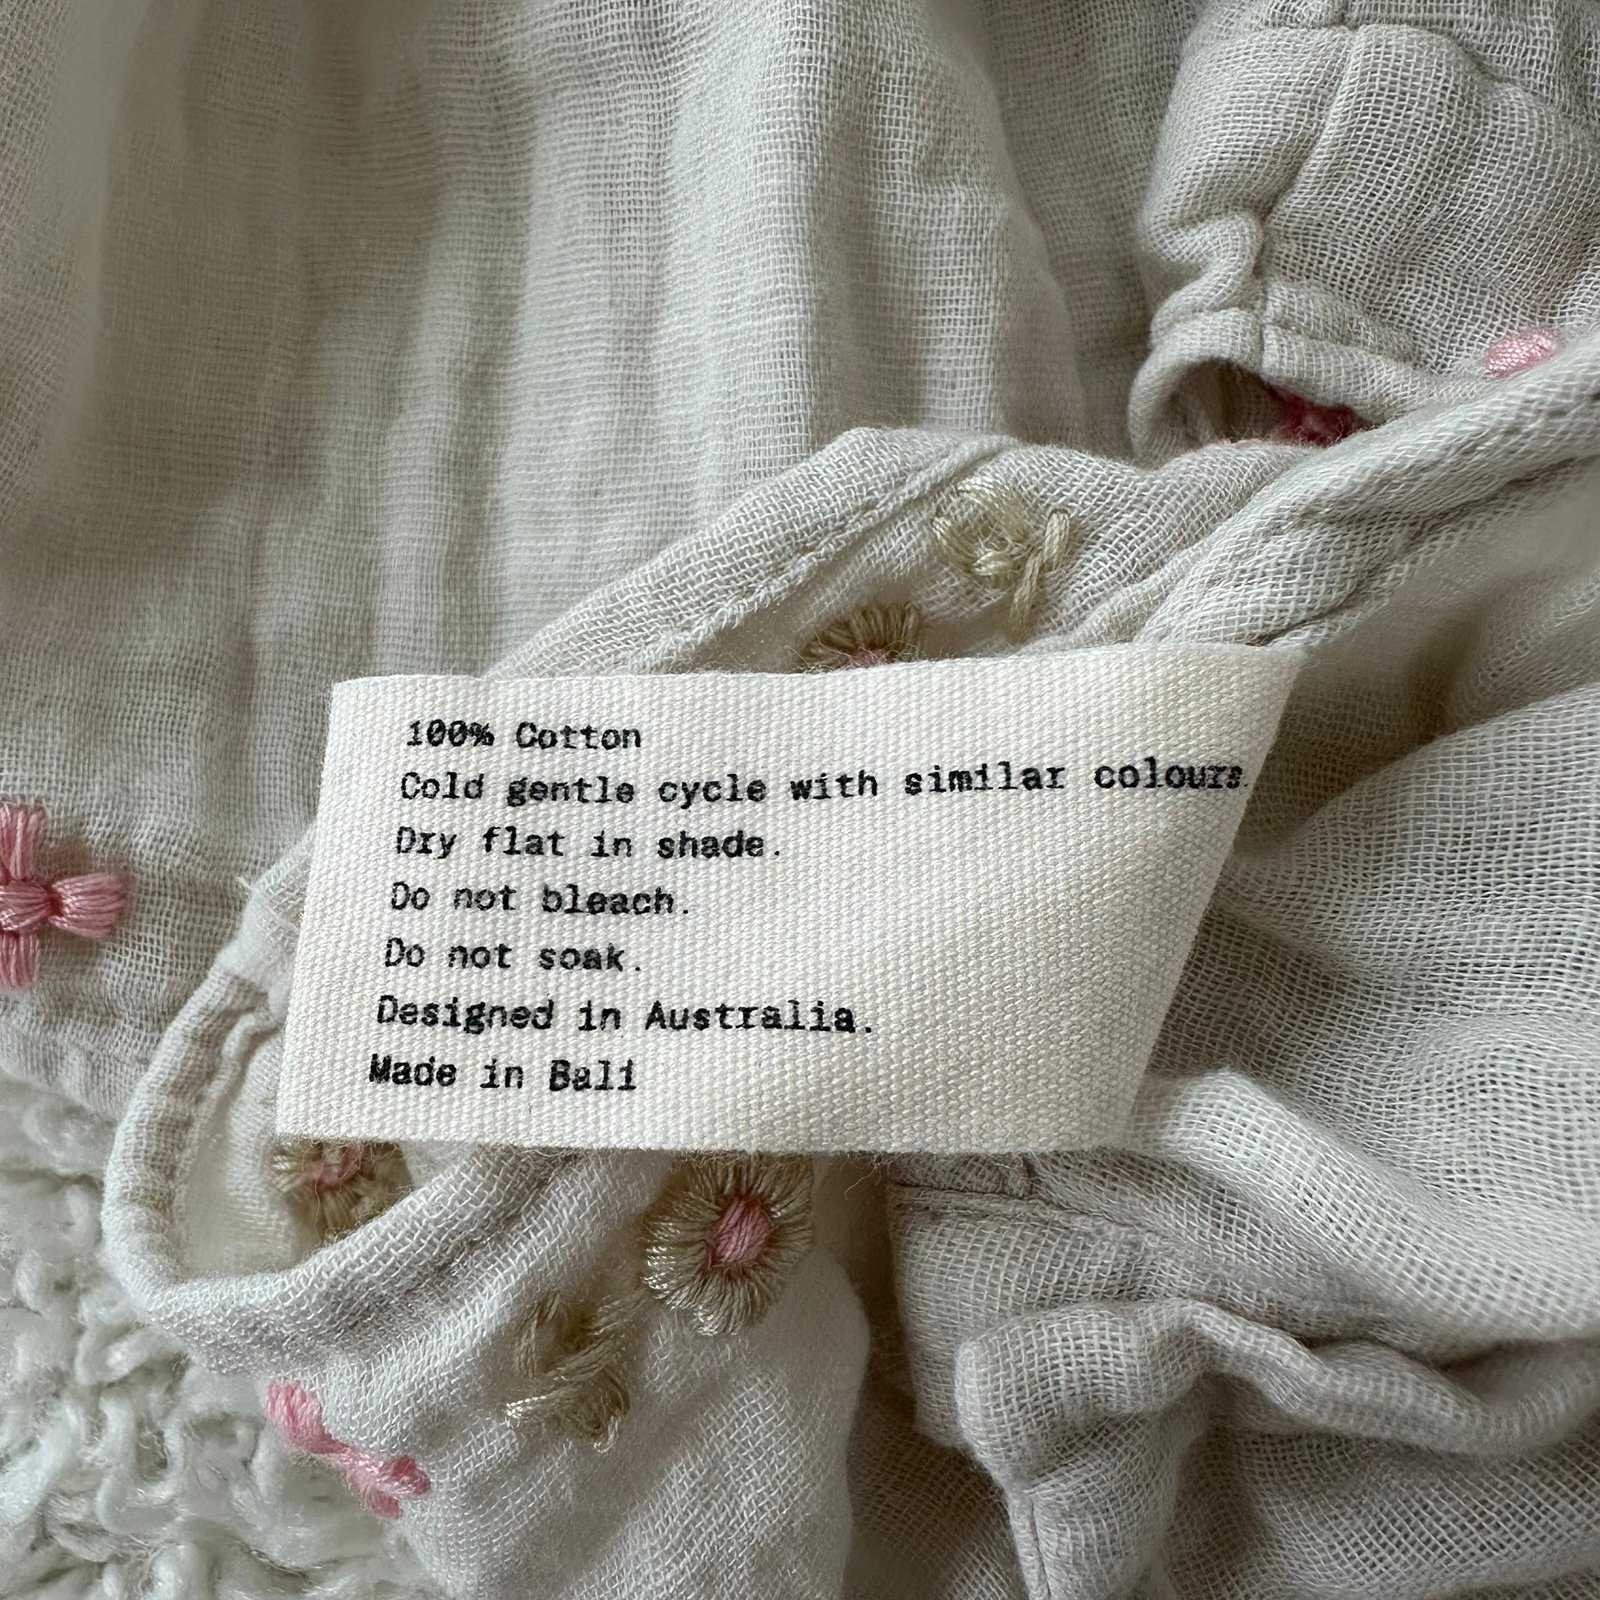 100% Cotton
Cold gentle cycle with similar colours.
Dry flat in shade.
Do not bleach.
Do not soak.
Designed in Australia.
Made in Bali